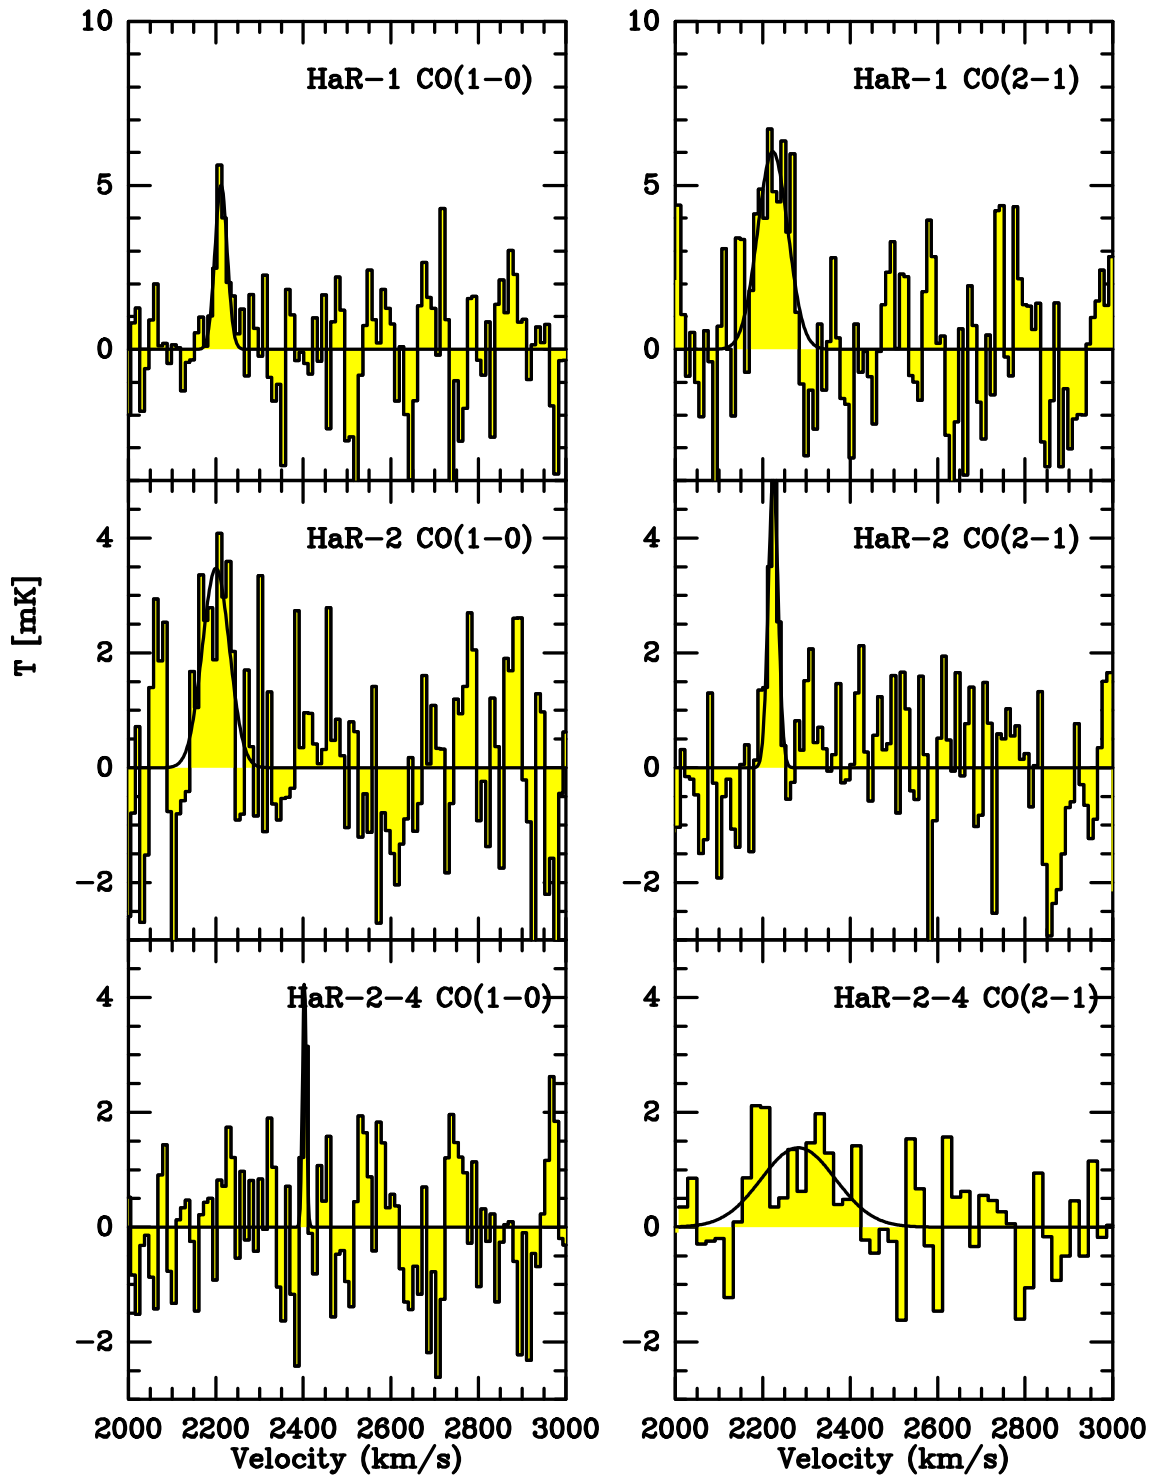 10 10
HaR-1 CO(1-0) HaR-1 CO(2-1)
5 5
0 0
4 HaR-2 CO(1-0) 4 HaR-2 CO(2-1)
T [mK]
2 2
0 0
-2 -2
4 HaR-2-4 CO(1-0) 4 HaR-2-4 CO(2-1)
2 2
0 0
-2 -2
2000 2200 2400 2600 2800 3000 2000 2200 2400 2600 2800 3000
Velocity (km/s) Velocity (km/s)